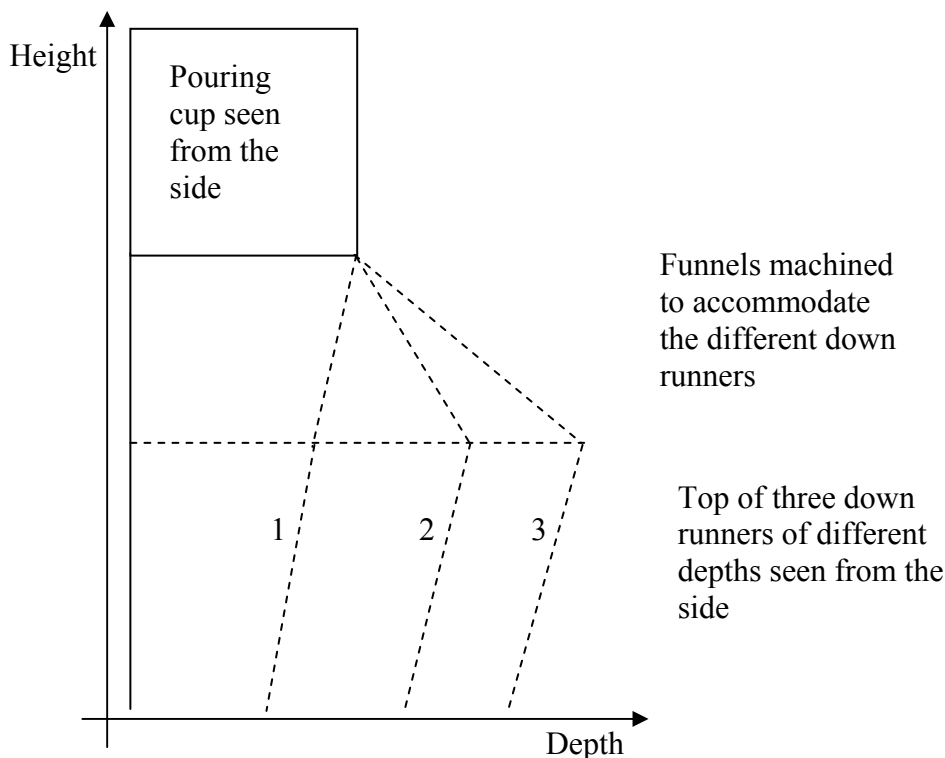 Height
Pouring
cup seen
from the
side
Funnels machined
to accommodate
the different down
runners
1
2
3
Top of three down
runners of different
depths seen from the
side
Depth